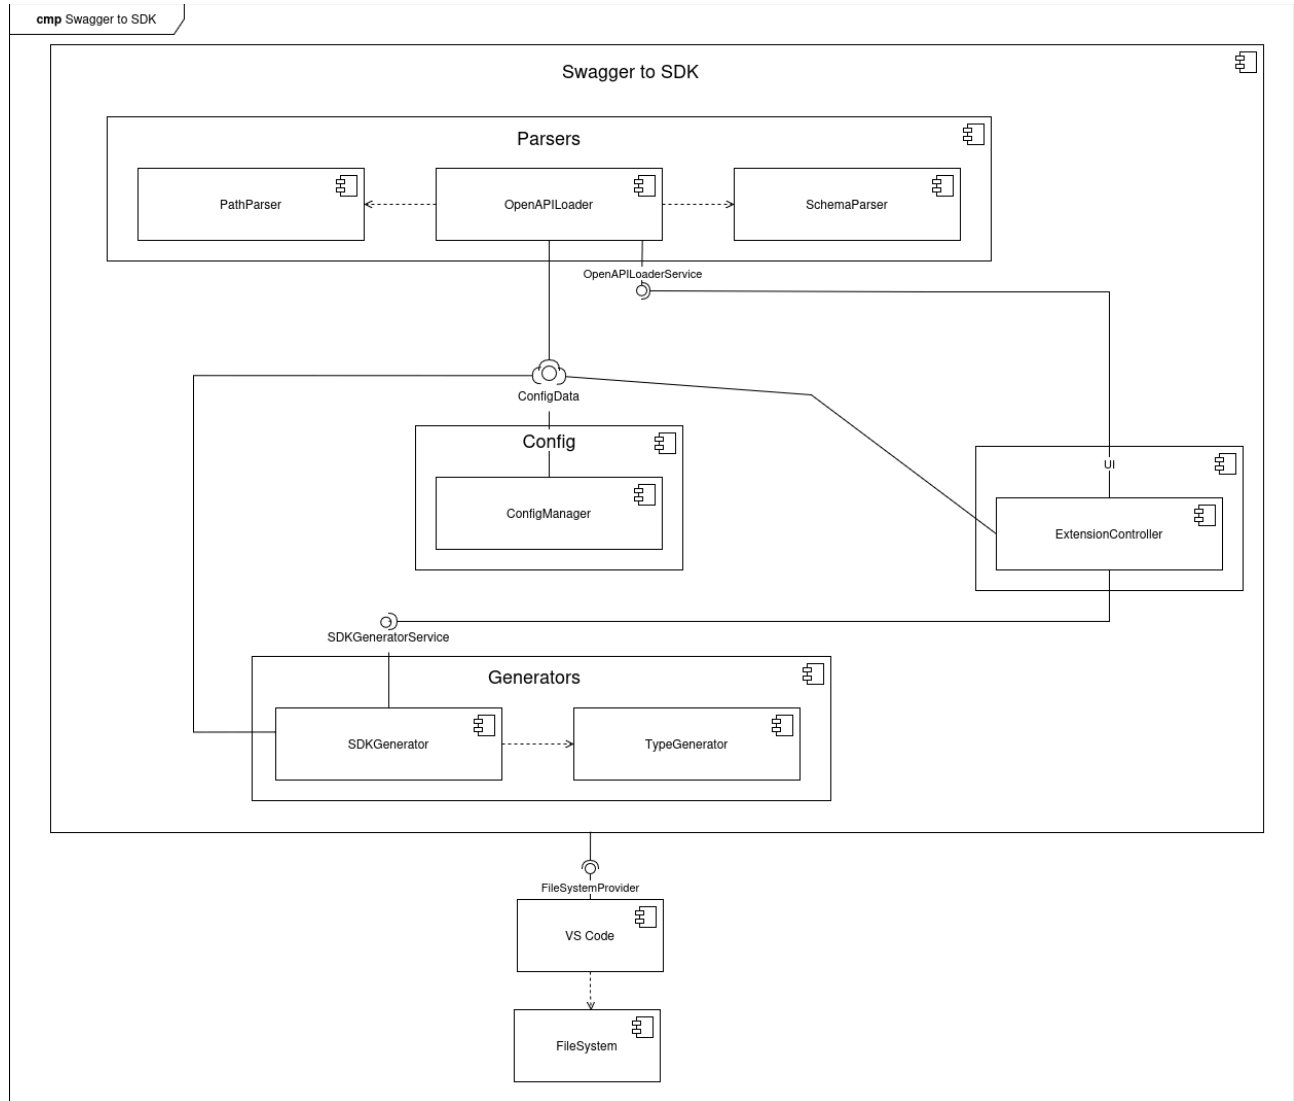 cmp Swagger to SDK
Swagger to SDK
Parsers
PathParser
OpenAPILoader
SchemaParser
OpenAPILoaderService
ConfigData
Config
ConfigManager
UI
ExtensionController
SDKGeneratorService
Generators
SDKGenerator
TypeGenerator
FileSystemProvider
VS Code
FileSystem